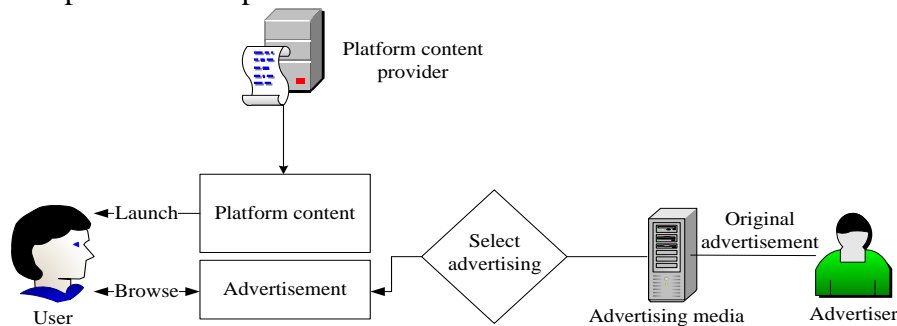 Platform content
provider
Launch
Platform content
Select
advertising
Original
advertisement
Browse
Advertisement
User
Advertising media
Advertiser